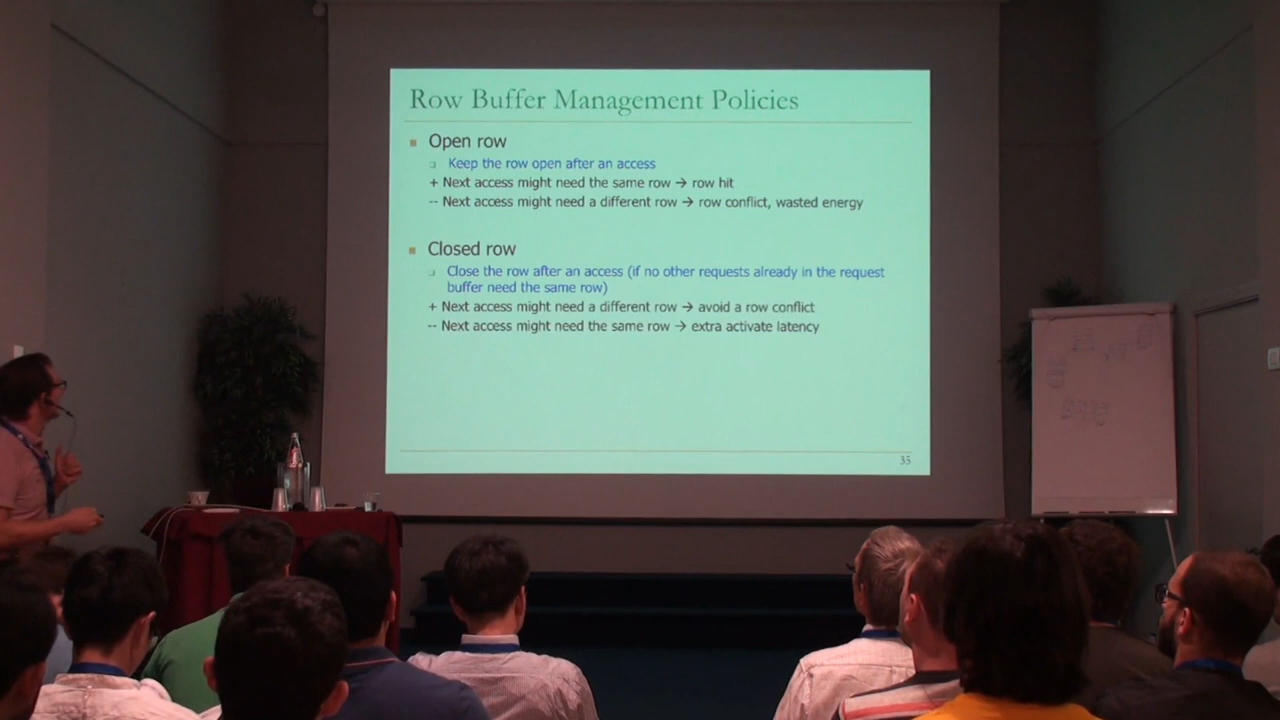 Row Buffer Management Policies
Open row
Keep the row open after an access
+ Next access might need the same row → row hit
-- Next access might need a different row → row conflict, wasted energy
Closed row
Close the row after an access (if no other requests already in the request
buffer need the same row)
+ Next access might need a different row → avoid a row conflict
-- Next access might need the same row → extra activate latency
35